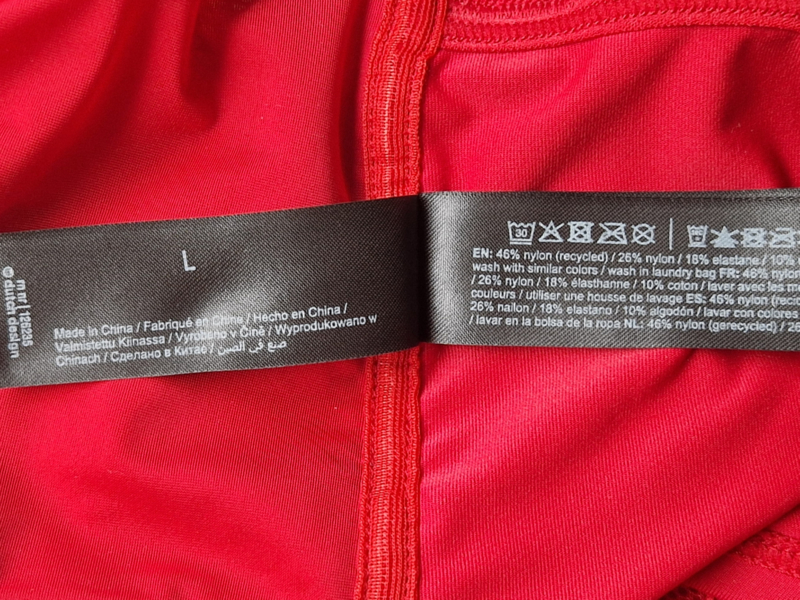 L
Made in China / Fabriqué en Chine / Hecho en China /
Valmistettu Kiinassa / Vyrobeno v Číně / Wyprodukowano w
Chinach / Сделано в Китае / صنع في الصين
mnr / 126235
dutch design
30
EN: 46% nylon (recycled) / 26% nylon / 18% elastane / 10%
wash with similar colors / wash in laundry bag FR: 46% nylon
/ 26% nylon / 18% élasthanne / 10% coton / laver avec les
couleurs / utiliser une housse de lavage ES: 46% nylon
26% nailon / 18% elastano / 10% algodón / lavar con colores
/ lavar en la bolsa de la ropa NL: 46% nylon (gerecycled) /